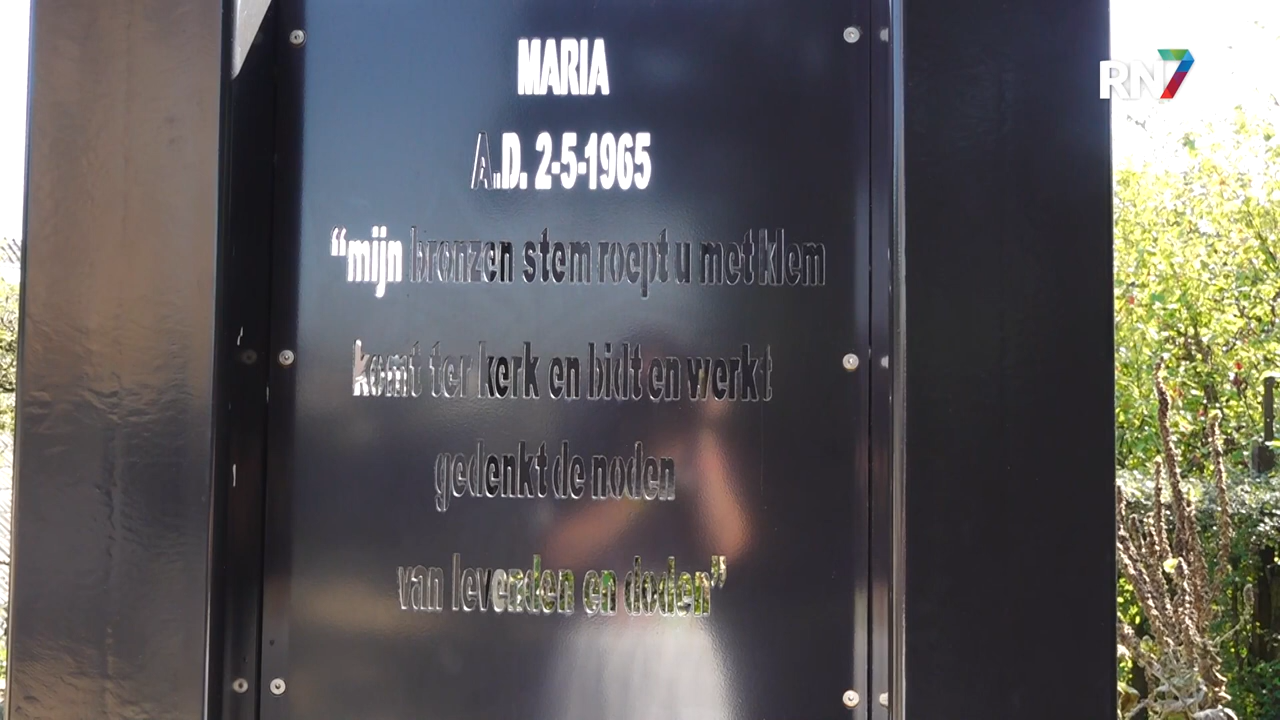 MARIA
A.D. 2-5-1965
“mijn bronzen stem roept u met klem
komt ter kerk en bidt en werkt
gedenkt de noden
van levenden en doden”
RN7